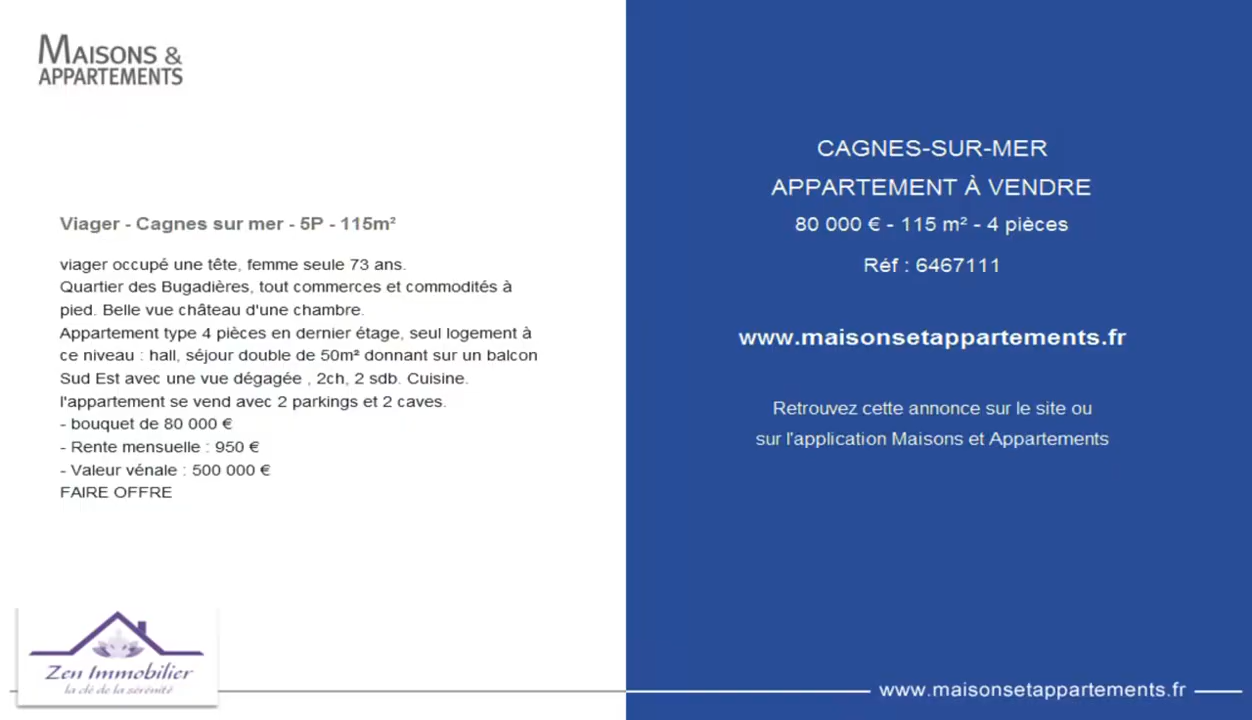 MAISONS &
APPARTEMENTS
Viager - Cagnes sur mer - 5P - 115m²
viager occupé une tête, femme seule 73 ans.
Quartier des Bugadières, tout commerces et commodités à
pied. Belle vue château d'une chambre.
Appartement type 4 pièces en dernier étage, seul logement à
ce niveau : hall, séjour double de 50m² donnant sur un balcon
Sud Est avec une vue dégagée , 2ch, 2 sdb. Cuisine.
l'appartement se vend avec 2 parkings et 2 caves.
- bouquet de 80 000 €
- Rente mensuelle : 950 €
- Valeur vénale : 500 000 €
FAIRE OFFRE
Zen Immobilier
la clé de la sérénité
CAGNES-SUR-MER
APPARTEMENT À VENDRE
80 000 € - 115 m² - 4 pièces
Réf : 6467111
www.maisonsetappartements.fr
Retrouvez cette annonce sur le site ou
sur l'application Maisons et Appartements
www.maisonsetappartements.fr